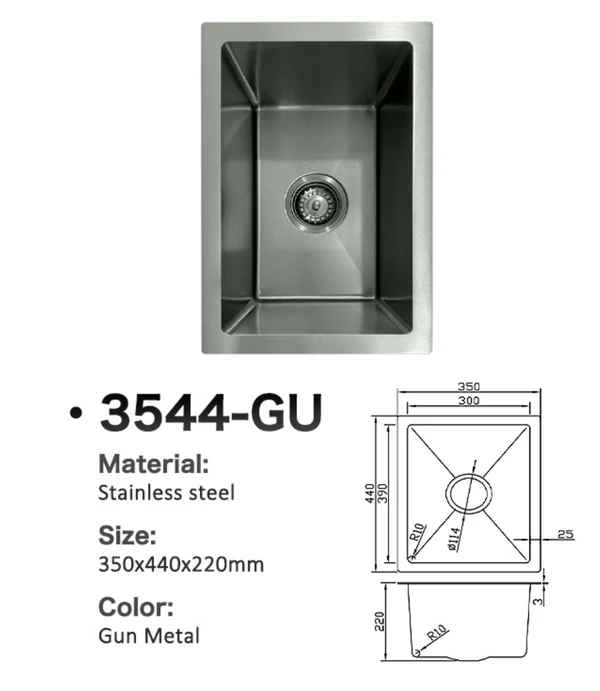 • 3544-GU
Material:
Stainless steel
Size:
350x440x220mm
Color:
Gun Metal
350
300
440
390
R10
ø114
25
3
220
R10